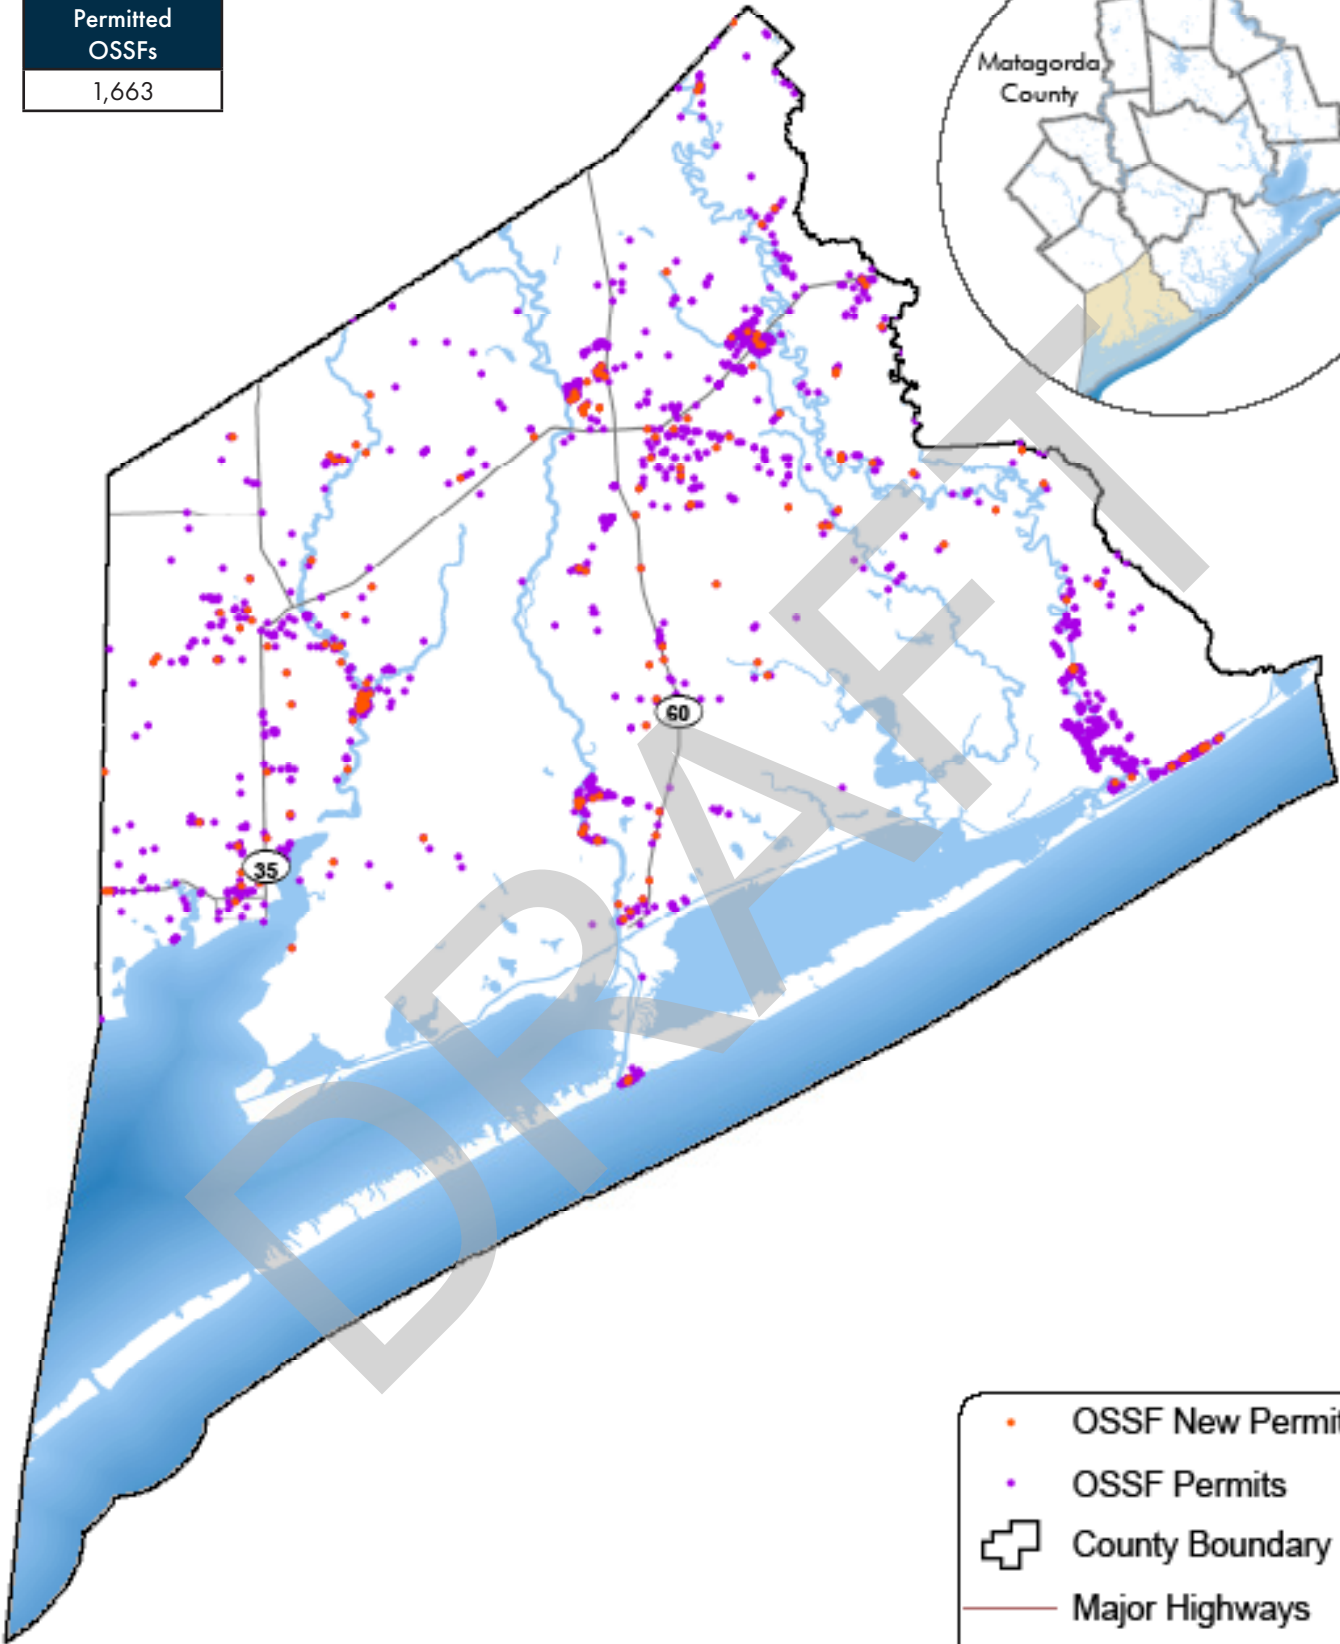 Permitted
OSSFs
1,663
Matagorda
County
60
35
DRAFT
OSSF New Permit
OSSF Permits
County Boundary
Major Highways